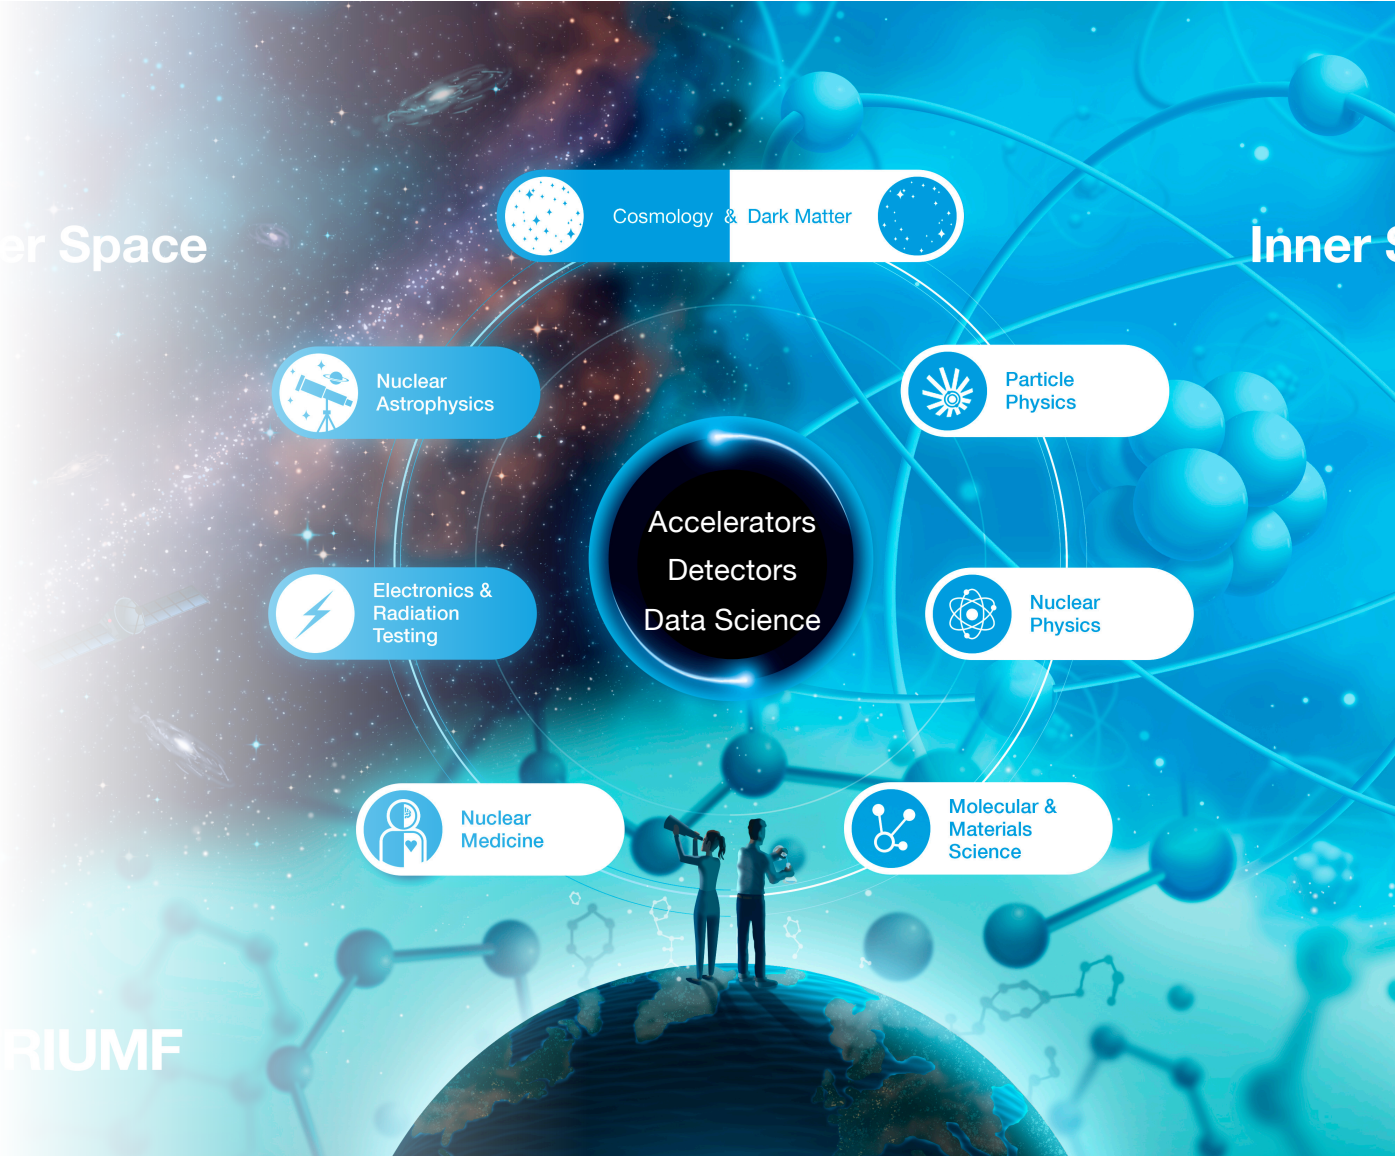 Cosmology & Dark Matter
er Space
Inner S
Nuclear
Astrophysics
Particle
Physics
Accelerators
Detectors
Data Science
Electronics &
Radiation
Testing
Nuclear
Physics
Nuclear
Medicine
Molecular &
Materials
Science
RIUMF